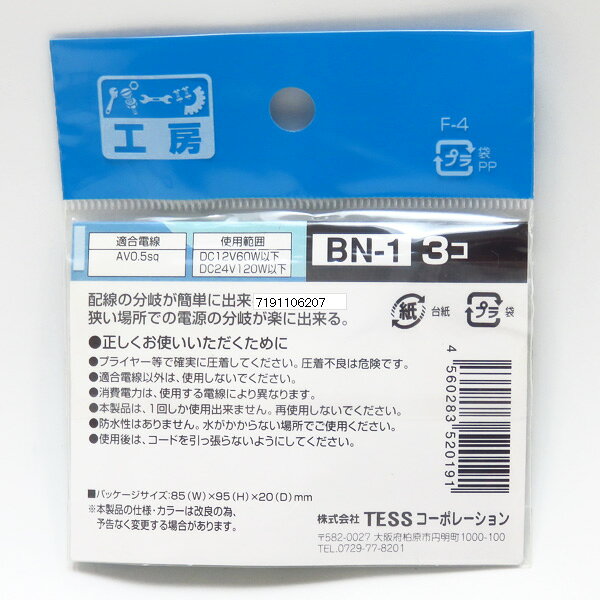 工房
F-4
プラ
袋
PP
適合電線
AV0.5sq
使用範囲
DC12V60W以下
DC24V120W以下
BN-1 3コ
配線の分岐が簡単に出来
7191106207
狭い場所での電源の分岐が楽に出来る。
紙
台紙
プラ
袋
●正しくお使いいただくために
●プライヤー等で確実に圧着してください。圧着不良は危険です。
●適合電線以外は、使用しないでください。
●消費電力は、使用する電線により異なります。
●本製品は、1回しか使用出来ません。再使用しないでください。
●防水性はありません。水がかからない場所でご使用ください。
●使用後は、コードを引っ張らないようにしてください。
4 560283 520191
■パッケージサイズ:85(W)×95(H)×20(D)mm
※本製品の仕様・カラーは改良の為、
予告なく変更する場合があります。
株式会社 TESSコーポレーション
〒582-0027 大阪府柏原市円明町1000-100
TEL.0729-77-8201